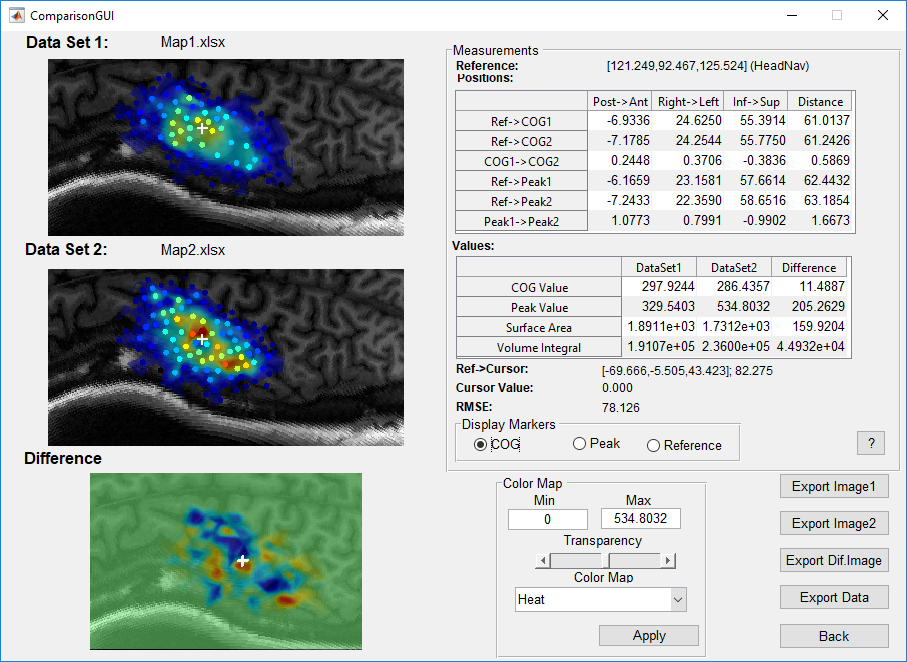 ComparisonGUI
Data Set 1: Map1.xlsx
Data Set 2: Map2.xlsx
Difference
Measurements
Reference: [121.249,92.467,125.524] (HeadNav)
Positions:
Post->Ant Right->Left Inf->Sup Distance
Ref->COG1 -6.9336 24.6250 55.3914 61.0137
Ref->COG2 -7.1785 24.2544 55.7750 61.2426
COG1->COG2 0.2448 0.3706 -0.3836 0.5869
Ref->Peak1 -6.1659 23.1581 57.6614 62.4432
Ref->Peak2 -7.2433 22.3590 58.6516 63.1854
Peak1->Peak2 1.0773 0.7991 -0.9902 1.6673
Values:
DataSet1 DataSet2 Difference
COG Value 297.9244 286.4357 11.4887
Peak Value 329.5403 534.8032 205.2629
Surface Area 1.8911e+03 1.7312e+03 159.9204
Volume Integral 1.9107e+05 2.3600e+05 4.4932e+04
Ref->Cursor: [-69.666,-5.505,43.423]; 82.275
Cursor Value: 0.000
RMSE: 78.126
Display Markers
COG Peak Reference
?
Color Map
Min Max
0 534.8032
Transparency
Color Map
Heat
Apply
Export Image1
Export Image2
Export Dif.Image
Export Data
Back